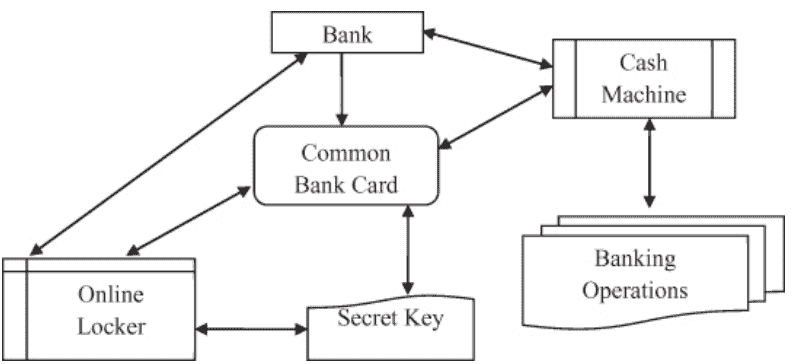 Bank
Cash
Machine
Common
Bank Card
Banking
Operations
Online
Locker
Secret Key